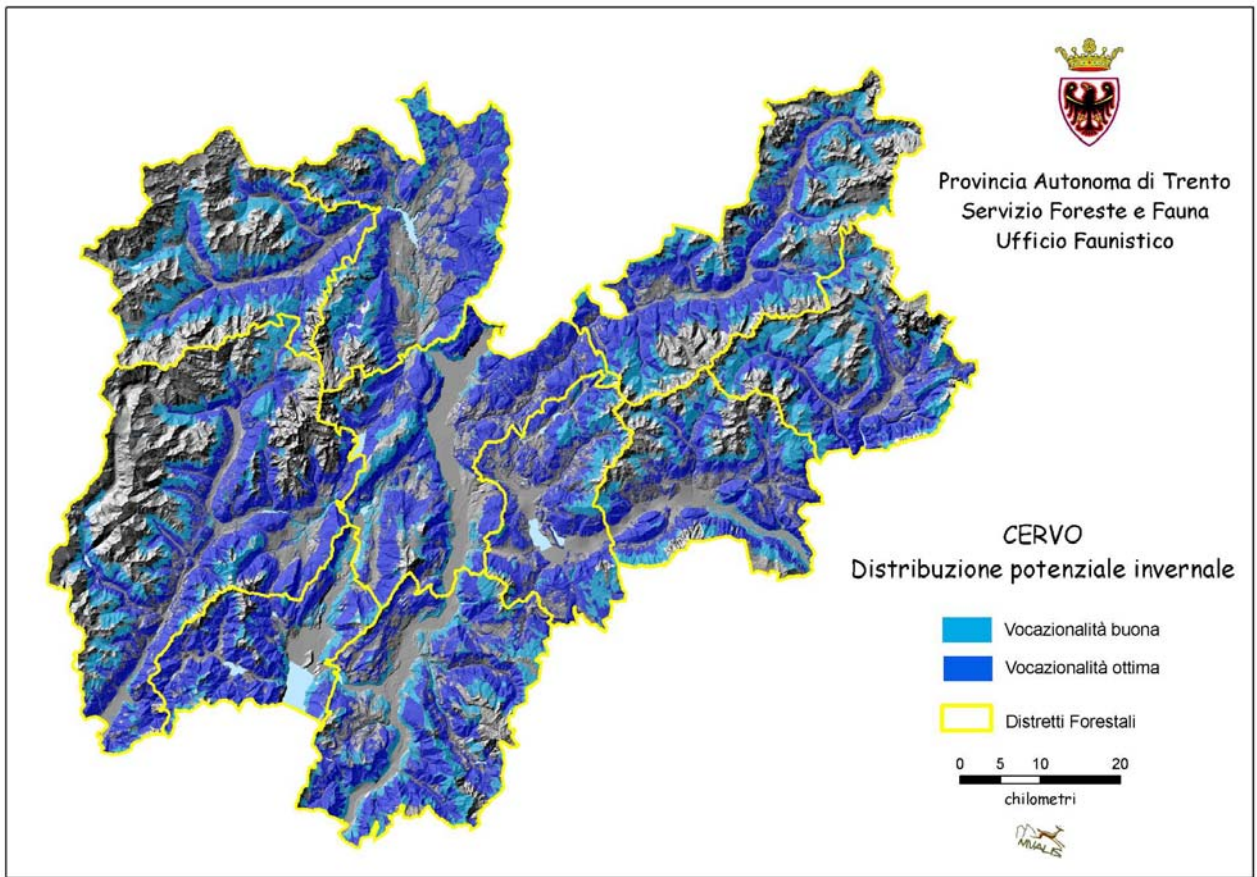 Provincia Autonoma di Trento
Servizio Foreste e Fauna
Ufficio Faunistico
CERVO
Distribuzione potenziale invernale
Vocazionalità buona
Vocazionalità ottima
Distretti Forestali
0 5 10 20
chilometri